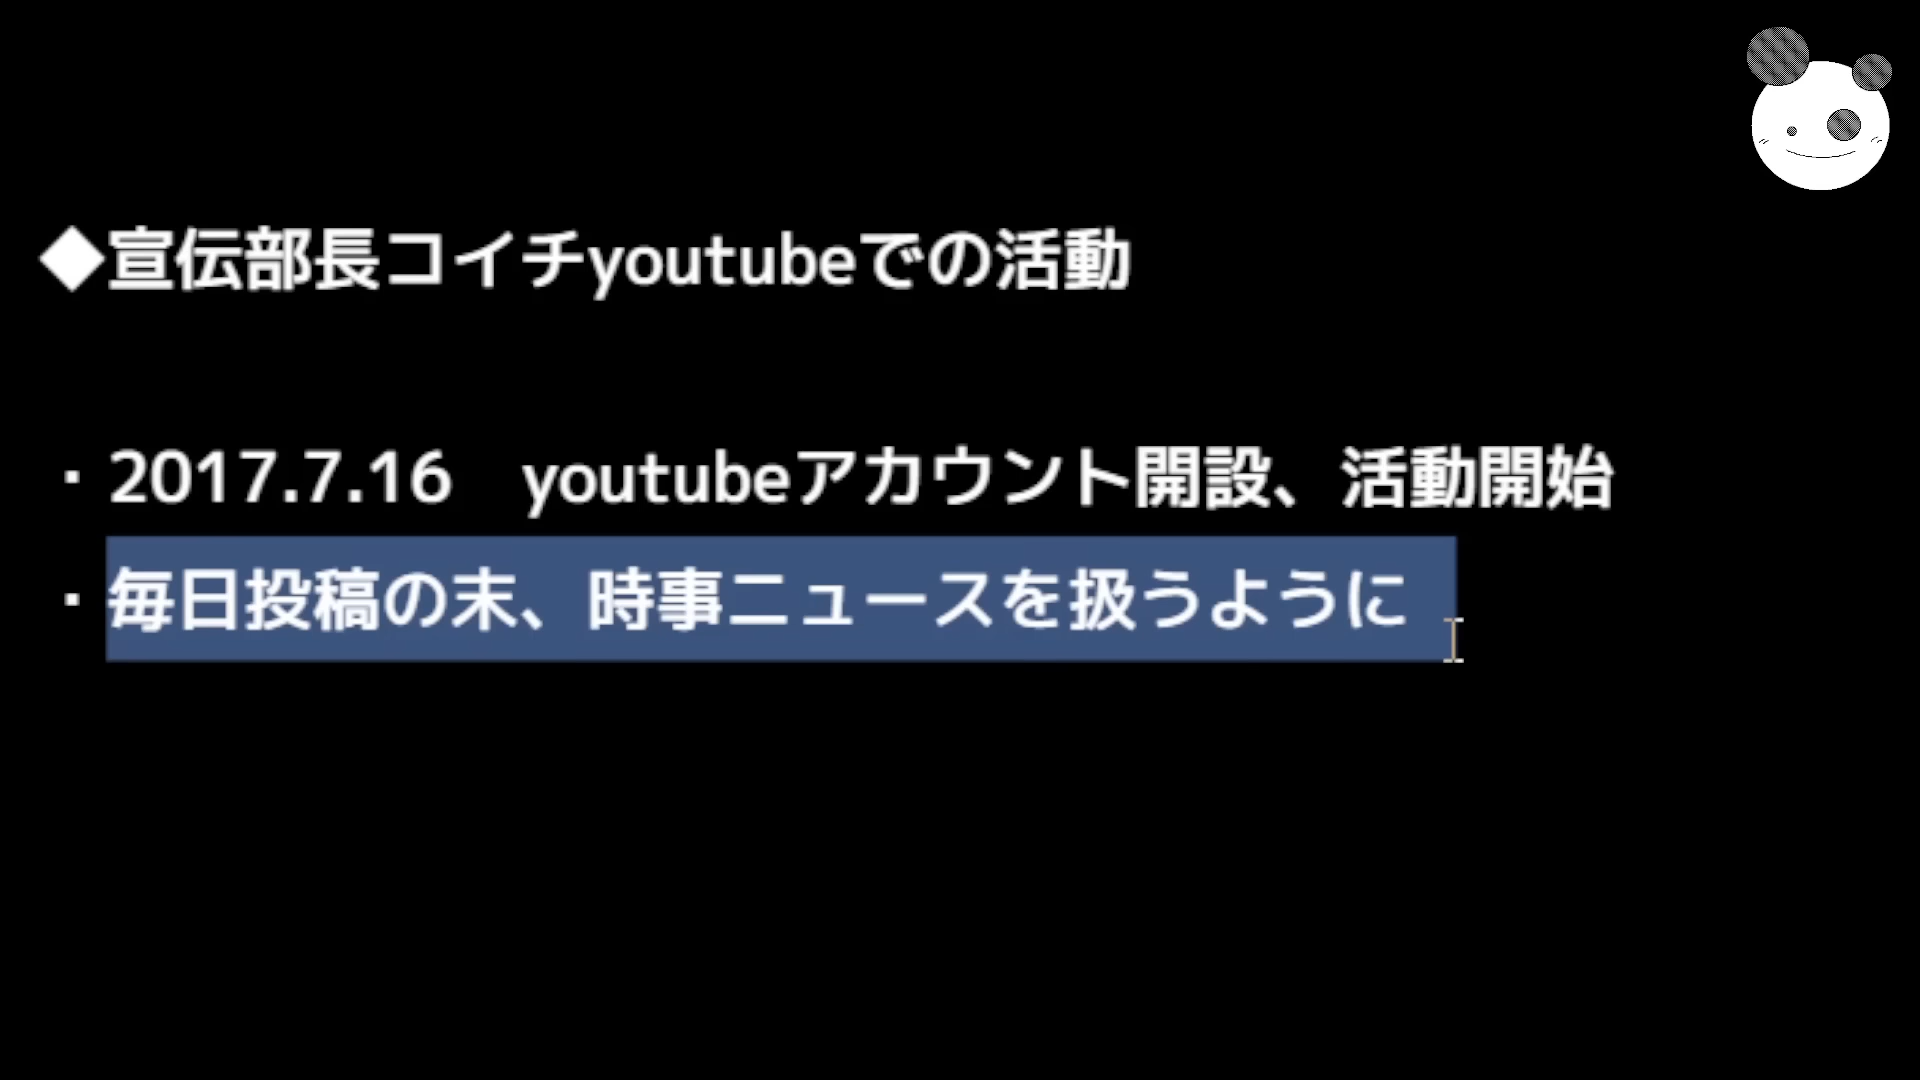 ◆宣伝部長コイチyoutubeでの活動
・2017.7.16　youtubeアカウント開設、活動開始
・毎日投稿の末、時事ニュースを扱うように